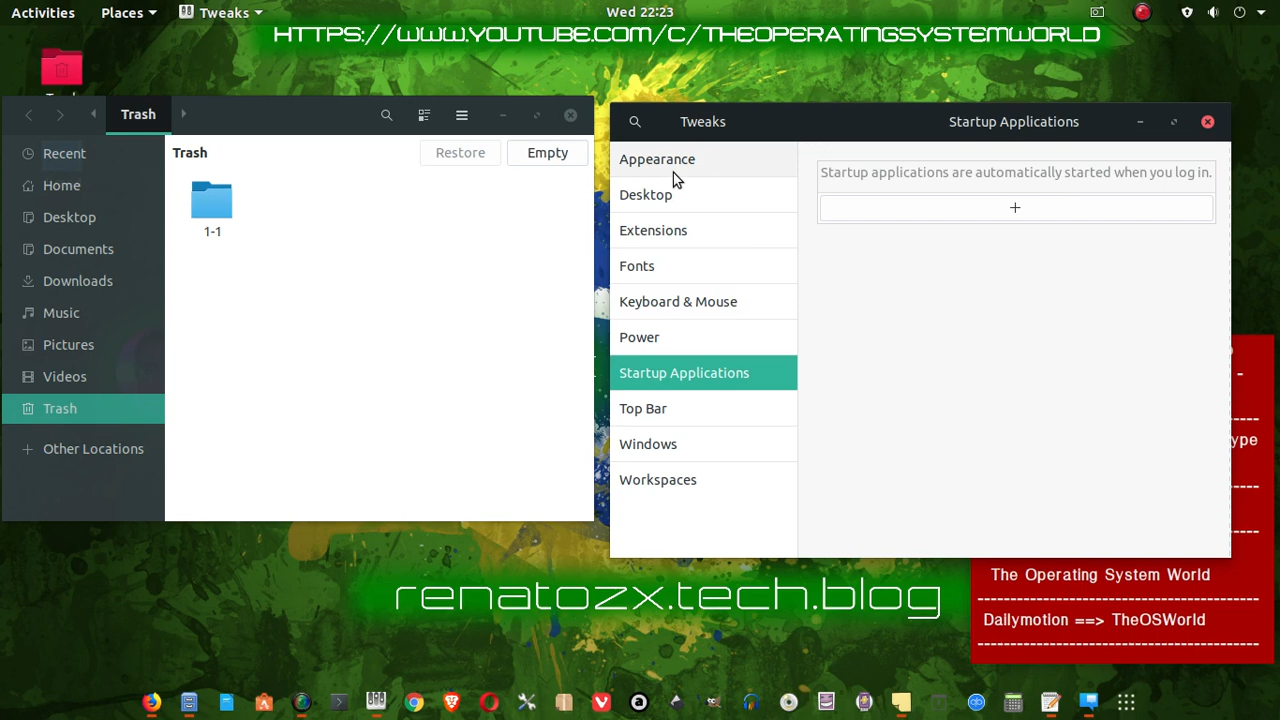 Activities
Places
Tweaks
Wed 22:23
HTTPS://WWW.YOUTUBE.COM/C/THEOPERATINGSYSTEMWORLD
Trash
Recent
Home
Desktop
Documents
Downloads
Music
Pictures
Videos
Trash
+ Other Locations
Trash
Restore
Empty
1-1
Tweaks
Startup Applications
Appearance
Desktop
Extensions
Fonts
Keyboard & Mouse
Power
Startup Applications
Top Bar
Windows
Workspaces
Startup applications are automatically started when you log in.
+
The Operating System World
Dallymotion ==> TheOSWorld
renatozx.tech.blog